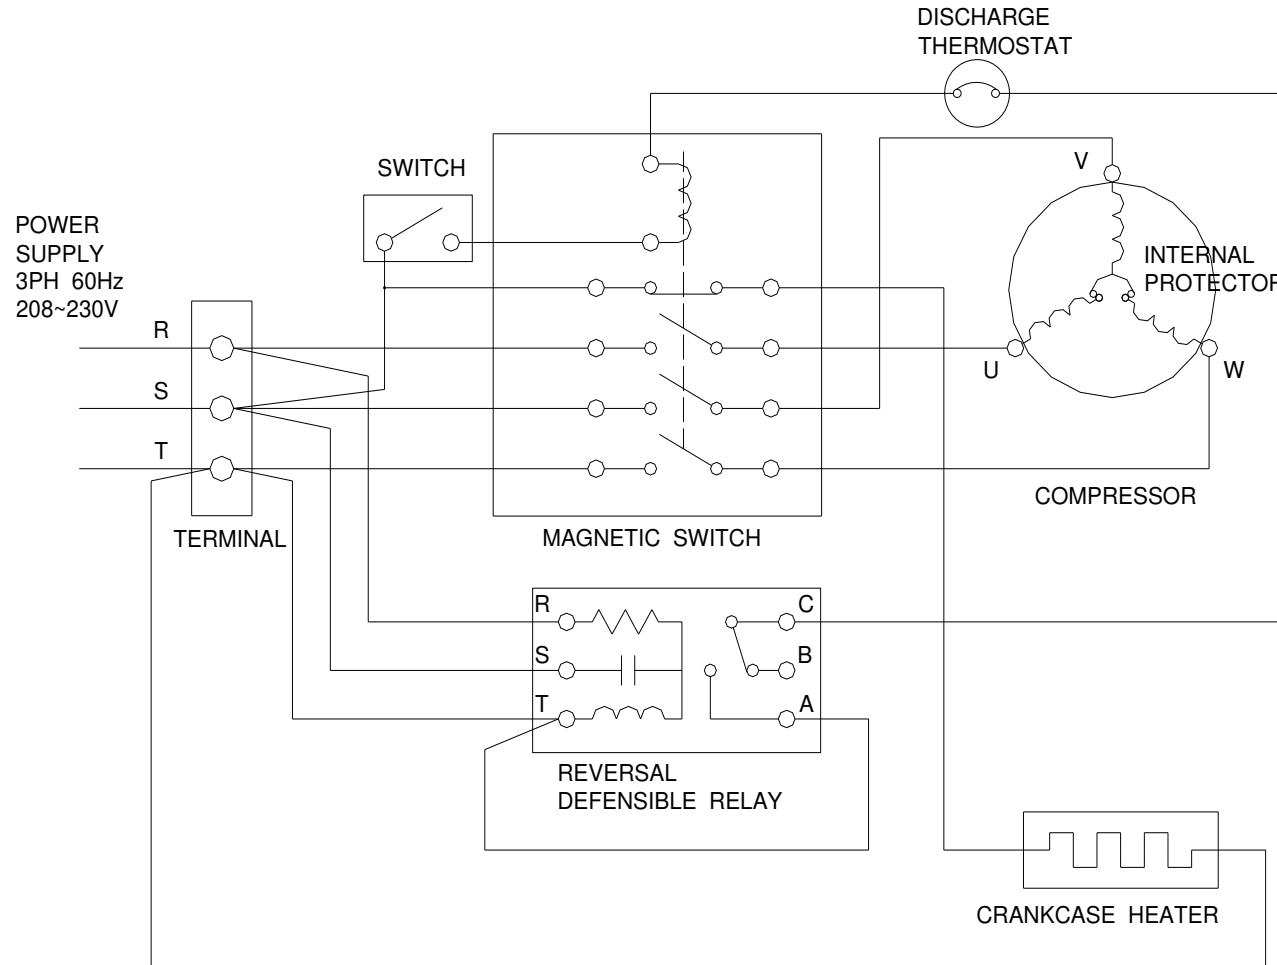 DISCHARGE
THERMOSTAT
SWITCH
V
POWER
SUPPLY
3PH 60Hz
208~230V
INTERNAL
PROTECTOR
R
S
T
U
W
TERMINAL
MAGNETIC SWITCH
COMPRESSOR
R
C
S
B
T
A
REVERSAL
DEFENSIBLE RELAY
CRANKCASE HEATER